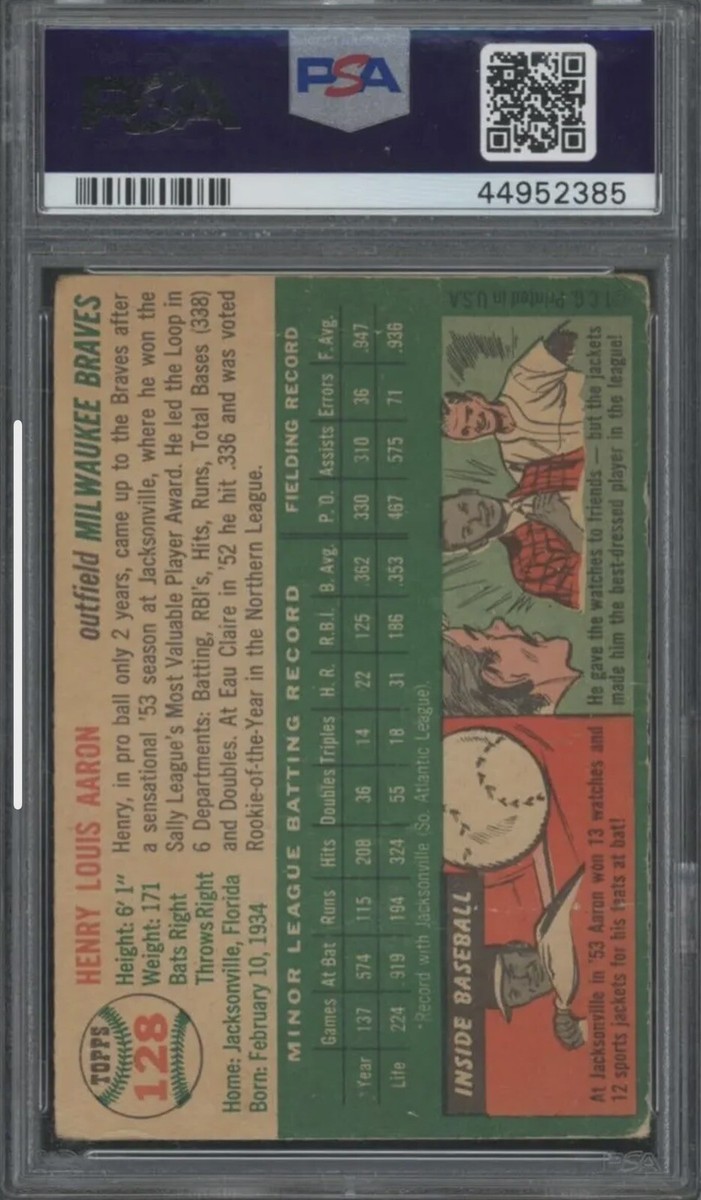 PSA
44952385
TOPPS
128
HENRY LOUIS AARON
outfield MILWAUKEE BRAVES
Height: 6' 1"
Weight: 171
Bats Right
Throws Right
Home: Jacksonville, Florida
Born: February 10, 1934
Henry, in pro ball only 2 years, came up to the Braves after
a sensational '53 season at Jacksonville, where he won the
Sally League's Most Valuable Player Award. He led the Loop in
6 Departments: Batting, RBI's, Hits, Runs, Total Bases (338)
and Doubles. At Eau Claire in '52 he hit .336 and was voted
Rookie-of-the-Year in the Northern League.
MINOR LEAGUE BATTING RECORD FIELDING RECORD
Games At Bat Runs Hits Doubles Triples H. R. R.B.I. B. Avg. P. O. Assists Errors F. Avg.
*Year 137 574 115 208 36 14 22 125 .362 330 310 36 .947
Life 224 919 194 324 55 18 31 186 .353 467 575 71 .936
*Record with Jacksonville (So. Atlantic League).
INSIDE BASEBALL
At Jacksonville in '53 Aaron won 13 watches and
12 sports jackets for his feats at bat!
He gave the watches to friends — but the jackets
made him the best-dressed player in the league!
T.C.G. Printed in U.S.A.
PSA